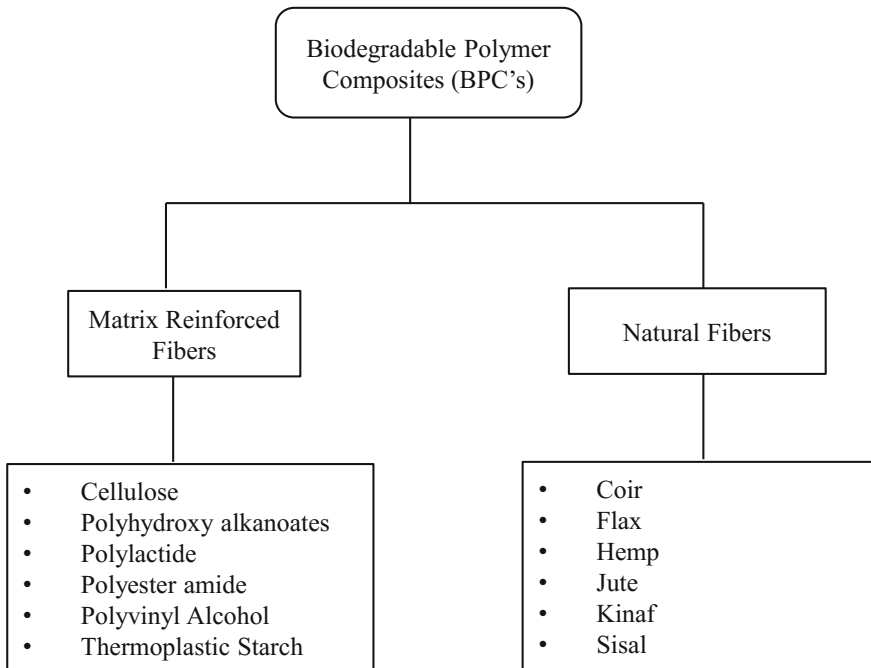 Biodegradable Polymer
Composites (BPC’s)
Matrix Reinforced
Fibers
Natural Fibers
• Cellulose
• Polyhydroxy alkanoates
• Polylactide
• Polyester amide
• Polyvinyl Alcohol
• Thermoplastic Starch
• Coir
• Flax
• Hemp
• Jute
• Kinaf
• Sisal